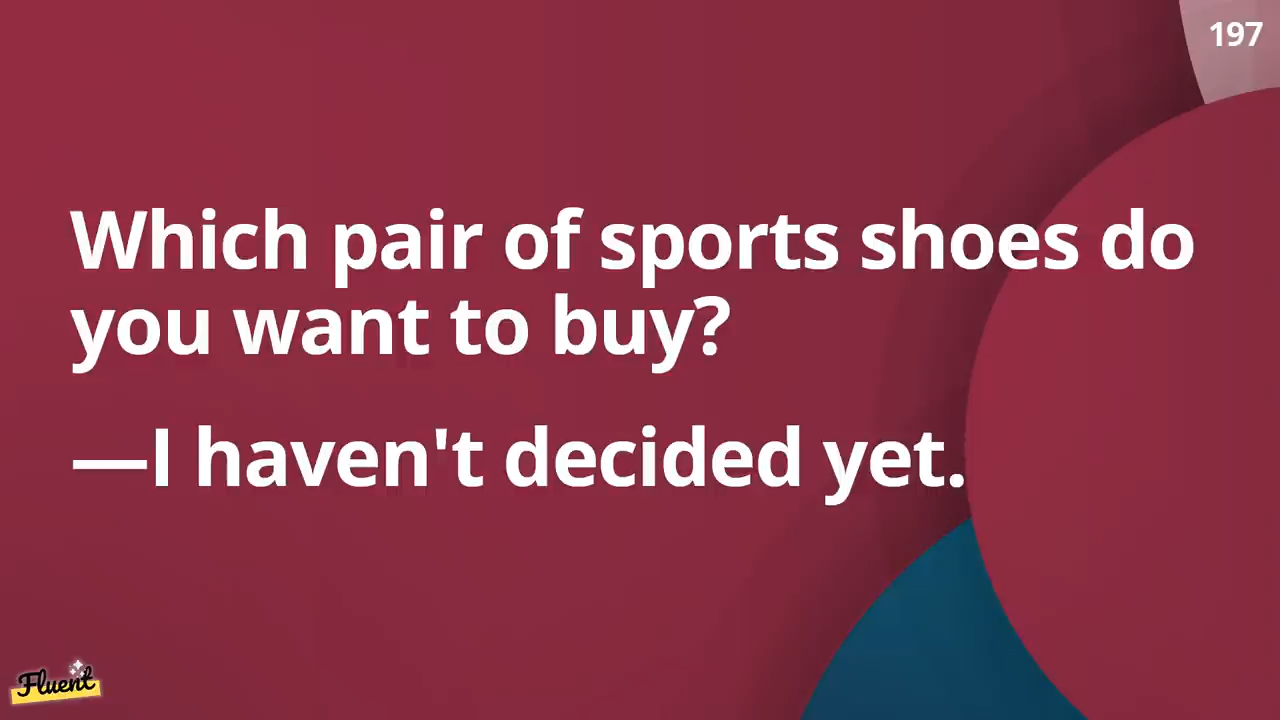 197
Which pair of sports shoes do
you want to buy?
—I haven't decided yet.
Fluent